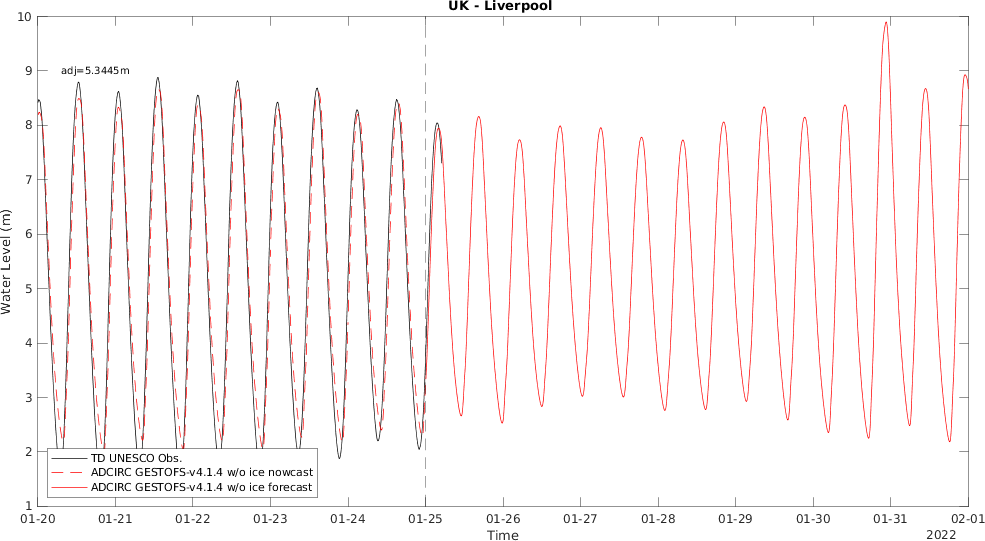 UK - Liverpool
10
9
8
7
6
5
4
3
2
1
Water Level (m)
adj=5.3445m
TD UNESCO Obs.
ADCIRC GESTOFS-v4.1.4 w/o ice nowcast
ADCIRC GESTOFS-v4.1.4 w/o ice forecast
01-20 01-21 01-22 01-23 01-24 01-25 01-26 01-27 01-28 01-29 01-30 01-31 02-01
Time
2022